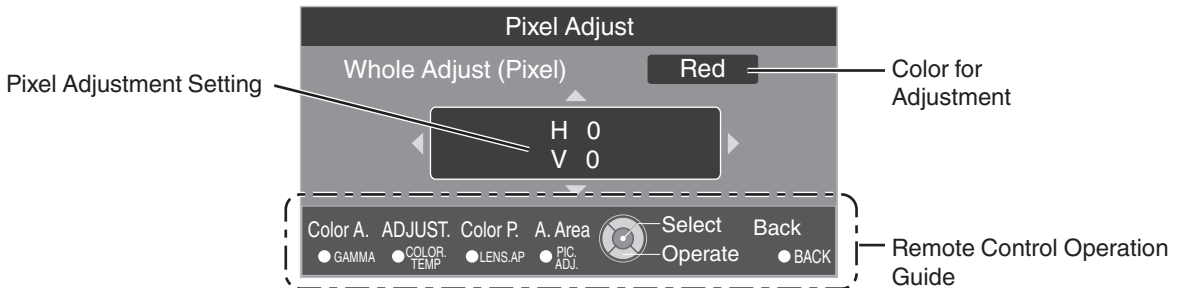 Pixel Adjust
Whole Adjust (Pixel) Red
Pixel Adjustment Setting
Color for
Adjustment
H 0
V 0
Color A. ADJUST. Color P. A. Area Select Back
GAMMA COLOR. TEMP LENS.AP PIC. ADJ. Operate BACK
Remote Control Operation
Guide